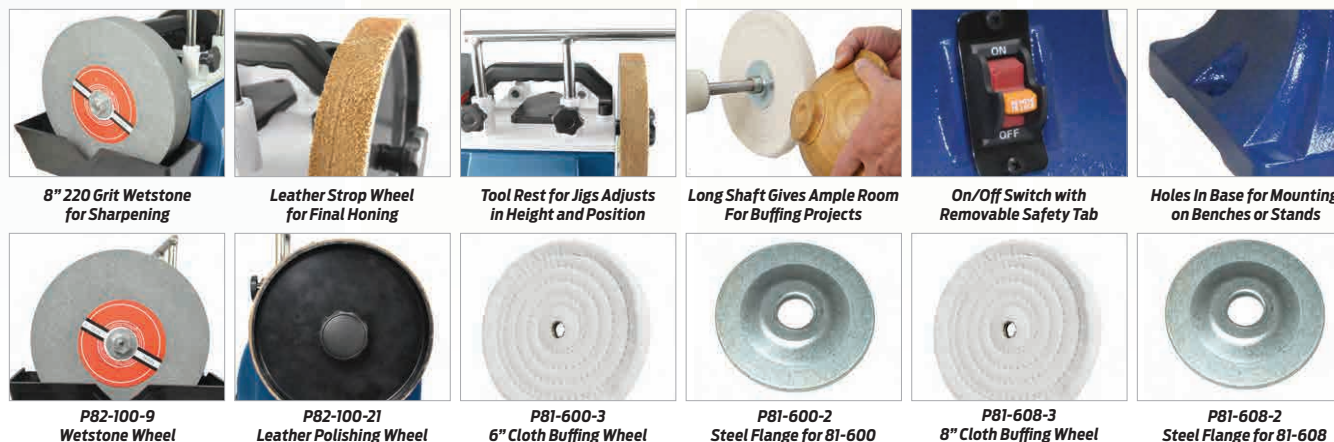 ON
OFF
8” 220 Grit Wetstone
for Sharpening
Leather Strop Wheel
for Final Honing
Tool Rest for Jigs Adjusts
in Height and Position
Long Shaft Gives Ample Room
For Buffing Projects
On/Off Switch with
Removable Safety Tab
Holes In Base for Mounting
on Benches or Stands
P82-100-9
Wetstone Wheel
P82-100-21
Leather Polishing Wheel
P81-600-3
6” Cloth Buffing Wheel
P81-600-2
Steel Flange for 81-600
P81-608-3
8” Cloth Buffing Wheel
P81-608-2
Steel Flange for 81-608